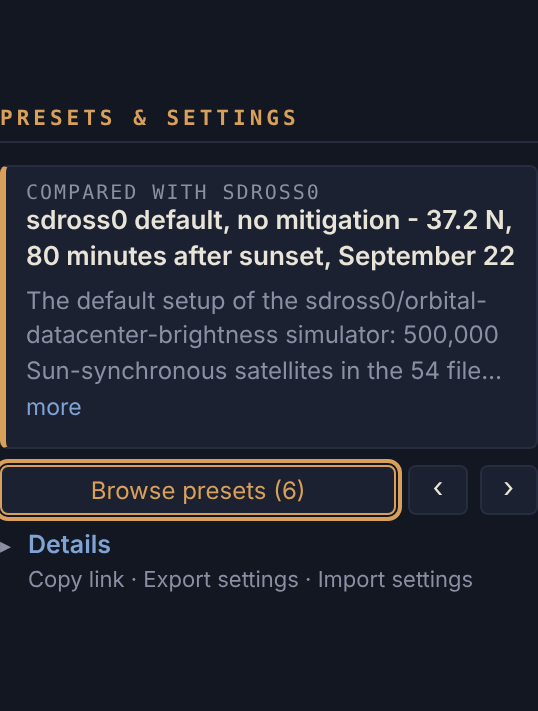 PRESETS & SETTINGS
COMPARED WITH SDROSS0
sdross0 default, no mitigation - 37.2 N,
80 minutes after sunset, September 22
The default setup of the sdross0/orbital-
datacenter-brightness simulator: 500,000
Sun-synchronous satellites in the 54 file...
more
Browse presets (6)
‹ ›
▸ Details
Copy link · Export settings · Import settings